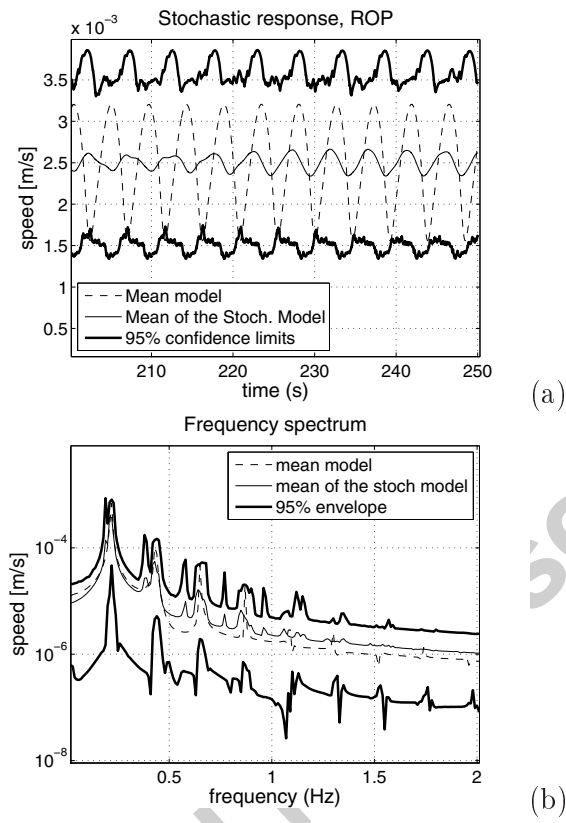 Stochastic response, ROP
x 10⁻³
3.5
3
2.5
2
1.5
1
0.5
speed [m/s]
Mean model
Mean of the Stoch. Model
95% confidence limits
210 220 230 240 250
time (s)
(a)
Frequency spectrum
mean model
mean of the stoch model
95% envelope
10⁻⁴
10⁻⁶
10⁻⁸
speed [m/s]
0.5 1 1.5 2
frequency (Hz)
(b)